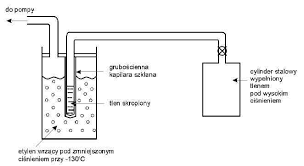 do pompy
grubościenna
kapilara szklana
tlen skroplony
cylinder stalowy
wypełniony
tlenem
pod wysokim
ciśnieniem
etylen wrzący pod zmniejszonym
ciśnieniem przy -130°C